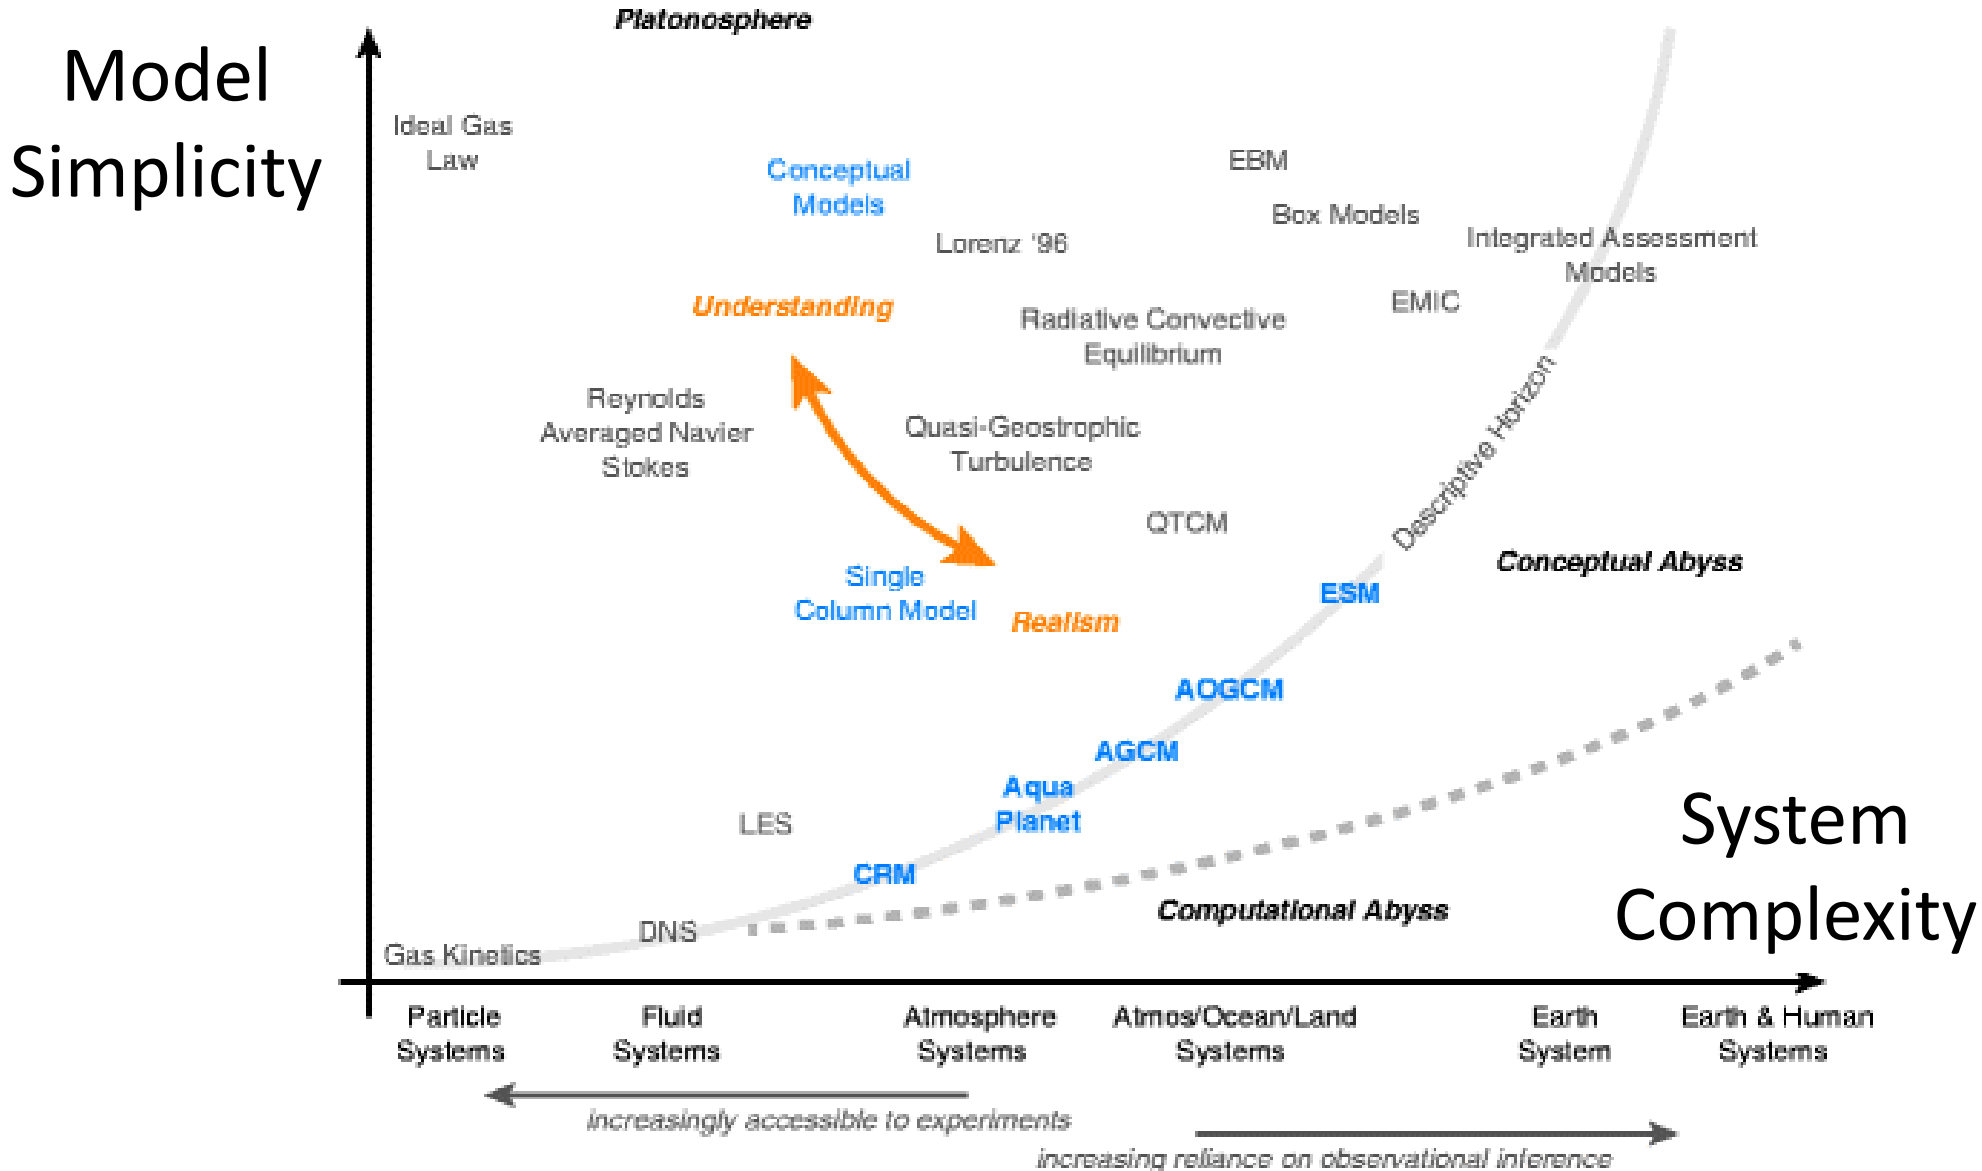 Platonosphere
Model
Simplicity
Ideal Gas
Law
Conceptual
Models
EBM
Box Models
Lorenz '96
Integrated Assessment
Models
Understanding
EMIC
Radiative Convective
Equilibrium
Reynolds
Averaged Navier
Stokes
Quasi-Geostrophic
Turbulence
Descriptive Horizon
QTCM
Conceptual Abyss
Single
Column Model
ESM
Realism
AOGCM
AGCM
Aqua
Planet
LES
System
Complexity
CRM
Computational Abyss
DNS
Gas Kinetics
Particle
Systems
Fluid
Systems
Atmosphere
Systems
Atmos/Ocean/Land
Systems
Earth
System
Earth & Human
Systems
increasingly accessible to experiments
increasing reliance on observational inference